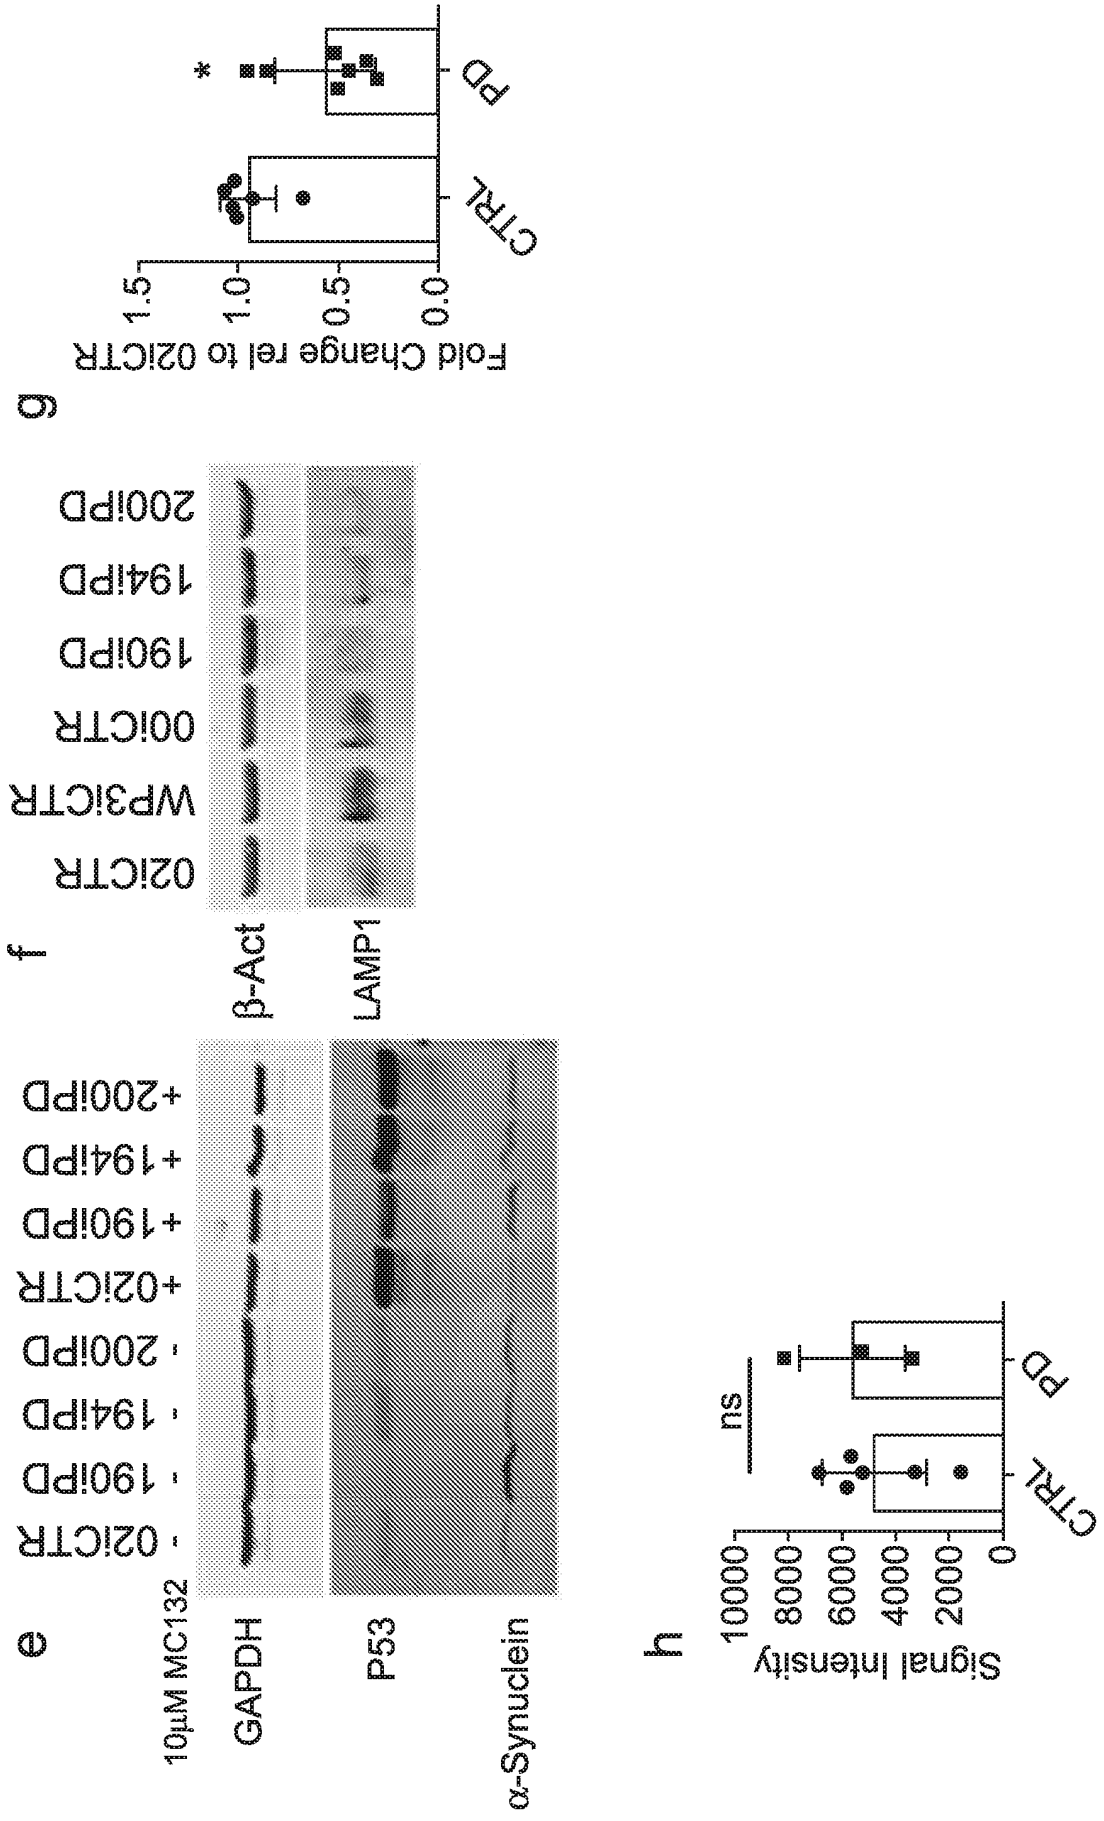 e
10µM MC132
- 02iCTR
- 190iPD
- 194iPD
- 200iPD
+ 02iCTR
+ 190iPD
+ 194iPD
+ 200iPD
GAPDH
P53
α-Synuclein
f
02iCTR
WP3iCTR
00iCTR
190iPD
194iPD
200iPD
β-Act
LAMP1
g
Fold Change rel to 02iCTR
1.5
1.0
0.5
0.0
*
CTRL
PD
h
Signal Intensity
10000
8000
6000
4000
2000
0
ns
CTRL
PD